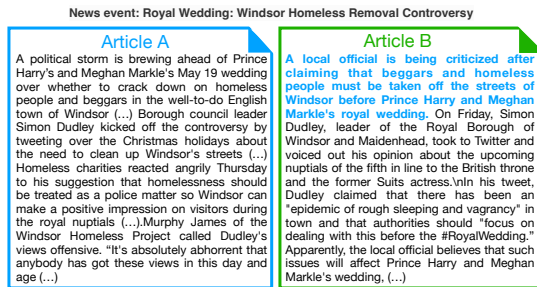 News event: Royal Wedding: Windsor Homeless Removal Controversy
Article A
A political storm is brewing ahead of Prince
Harry's and Meghan Markle's May 19 wedding
over whether to crack down on homeless
people and beggars in the well-to-do English
town of Windsor (...) Borough council leader
Simon Dudley kicked off the controversy by
tweeting over the Christmas holidays about
the need to clean up Windsor's streets (...)
Homeless charities reacted angrily Thursday
to his suggestion that homelessness should
be treated as a police matter so Windsor can
make a positive impression on visitors during
the royal nuptials (...).Murphy James of the
Windsor Homeless Project called Dudley's
views offensive. “It's absolutely abhorrent that
anybody has got these views in this day and
age (...)
Article B
A local official is being criticized after
claiming that beggars and homeless
people must be taken off the streets of
Windsor before Prince Harry and Meghan
Markle's royal wedding. On Friday, Simon
Dudley, leader of the Royal Borough of
Windsor and Maidenhead, took to Twitter and
voiced out his opinion about the upcoming
nuptials of the fifth in line to the British throne
and the former Suits actress.\nIn his tweet,
Dudley claimed that there has been an
"epidemic of rough sleeping and vagrancy" in
town and that authorities should "focus on
dealing with this before the #RoyalWedding."
Apparently, the local official believes that such
issues will affect Prince Harry and Meghan
Markle's wedding, (...)